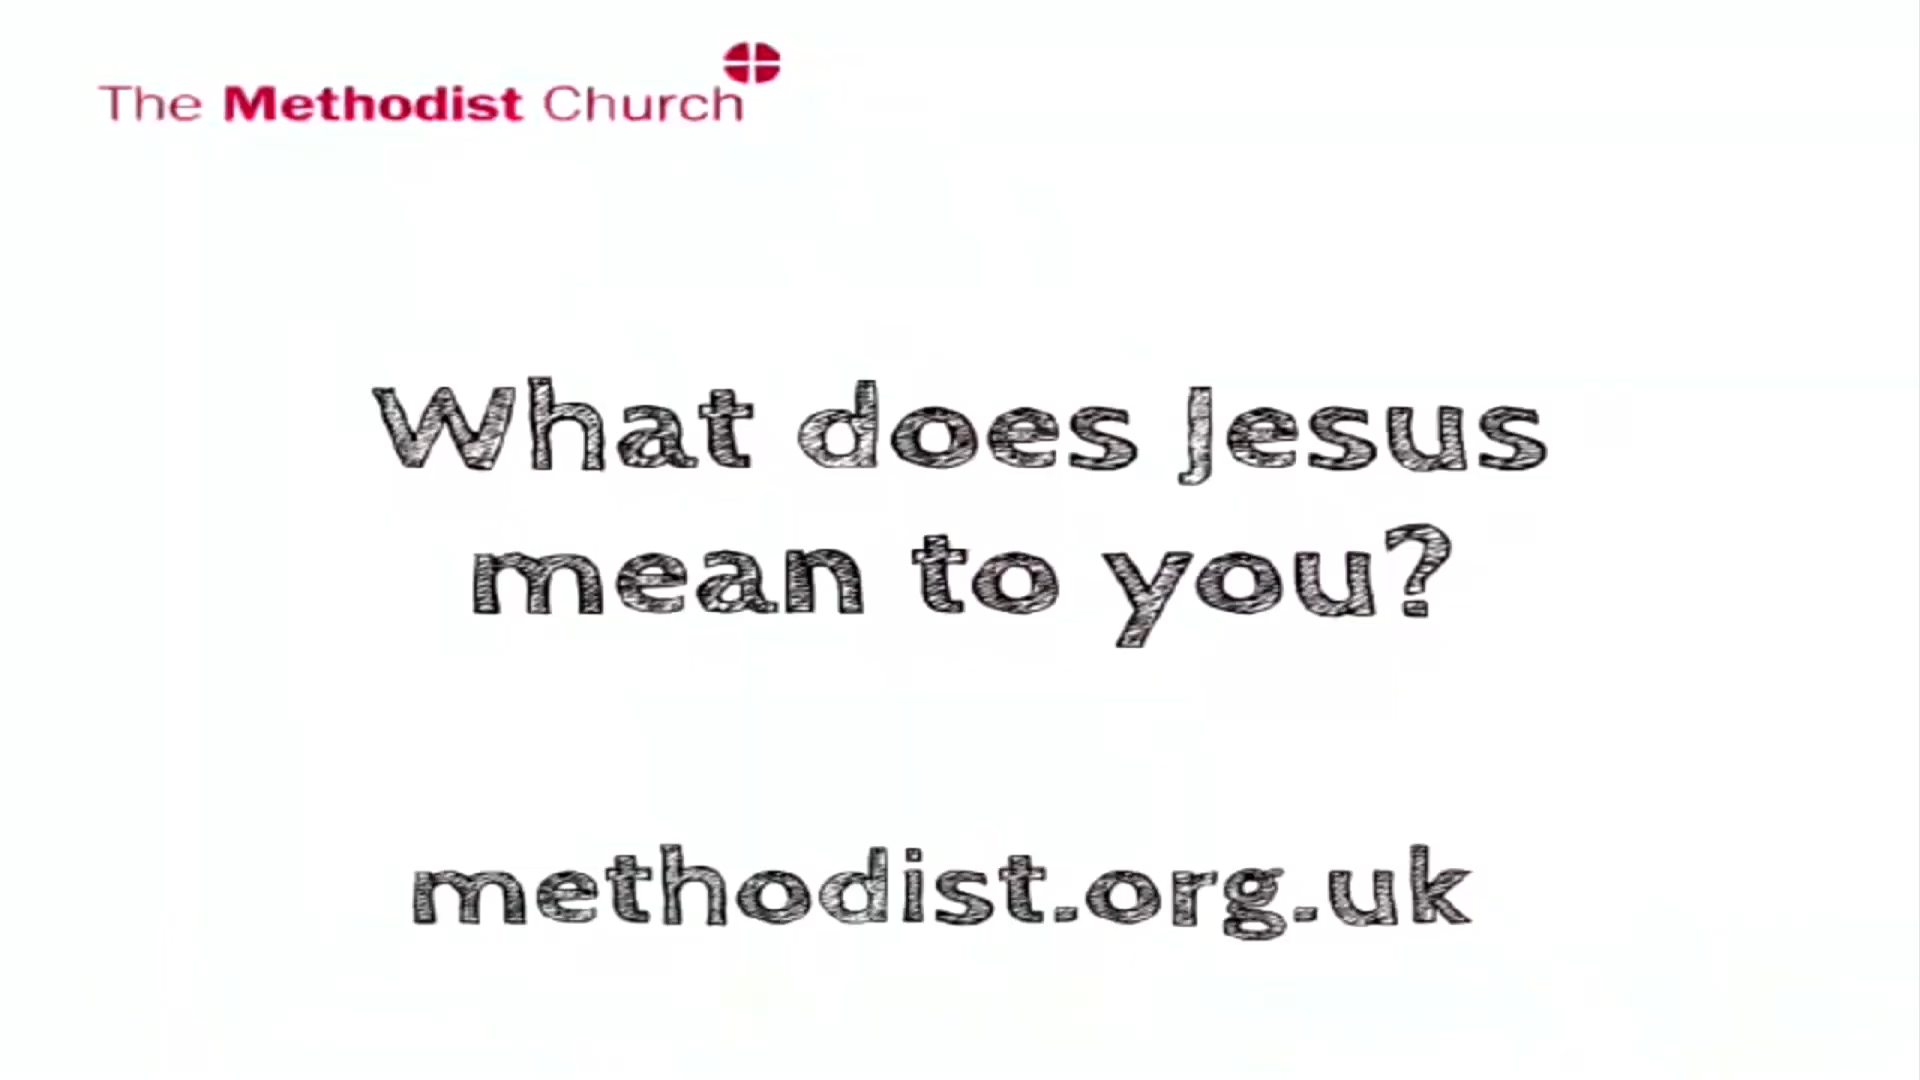 The Methodist Church
What does Jesus
mean to you?
methodist.org.uk